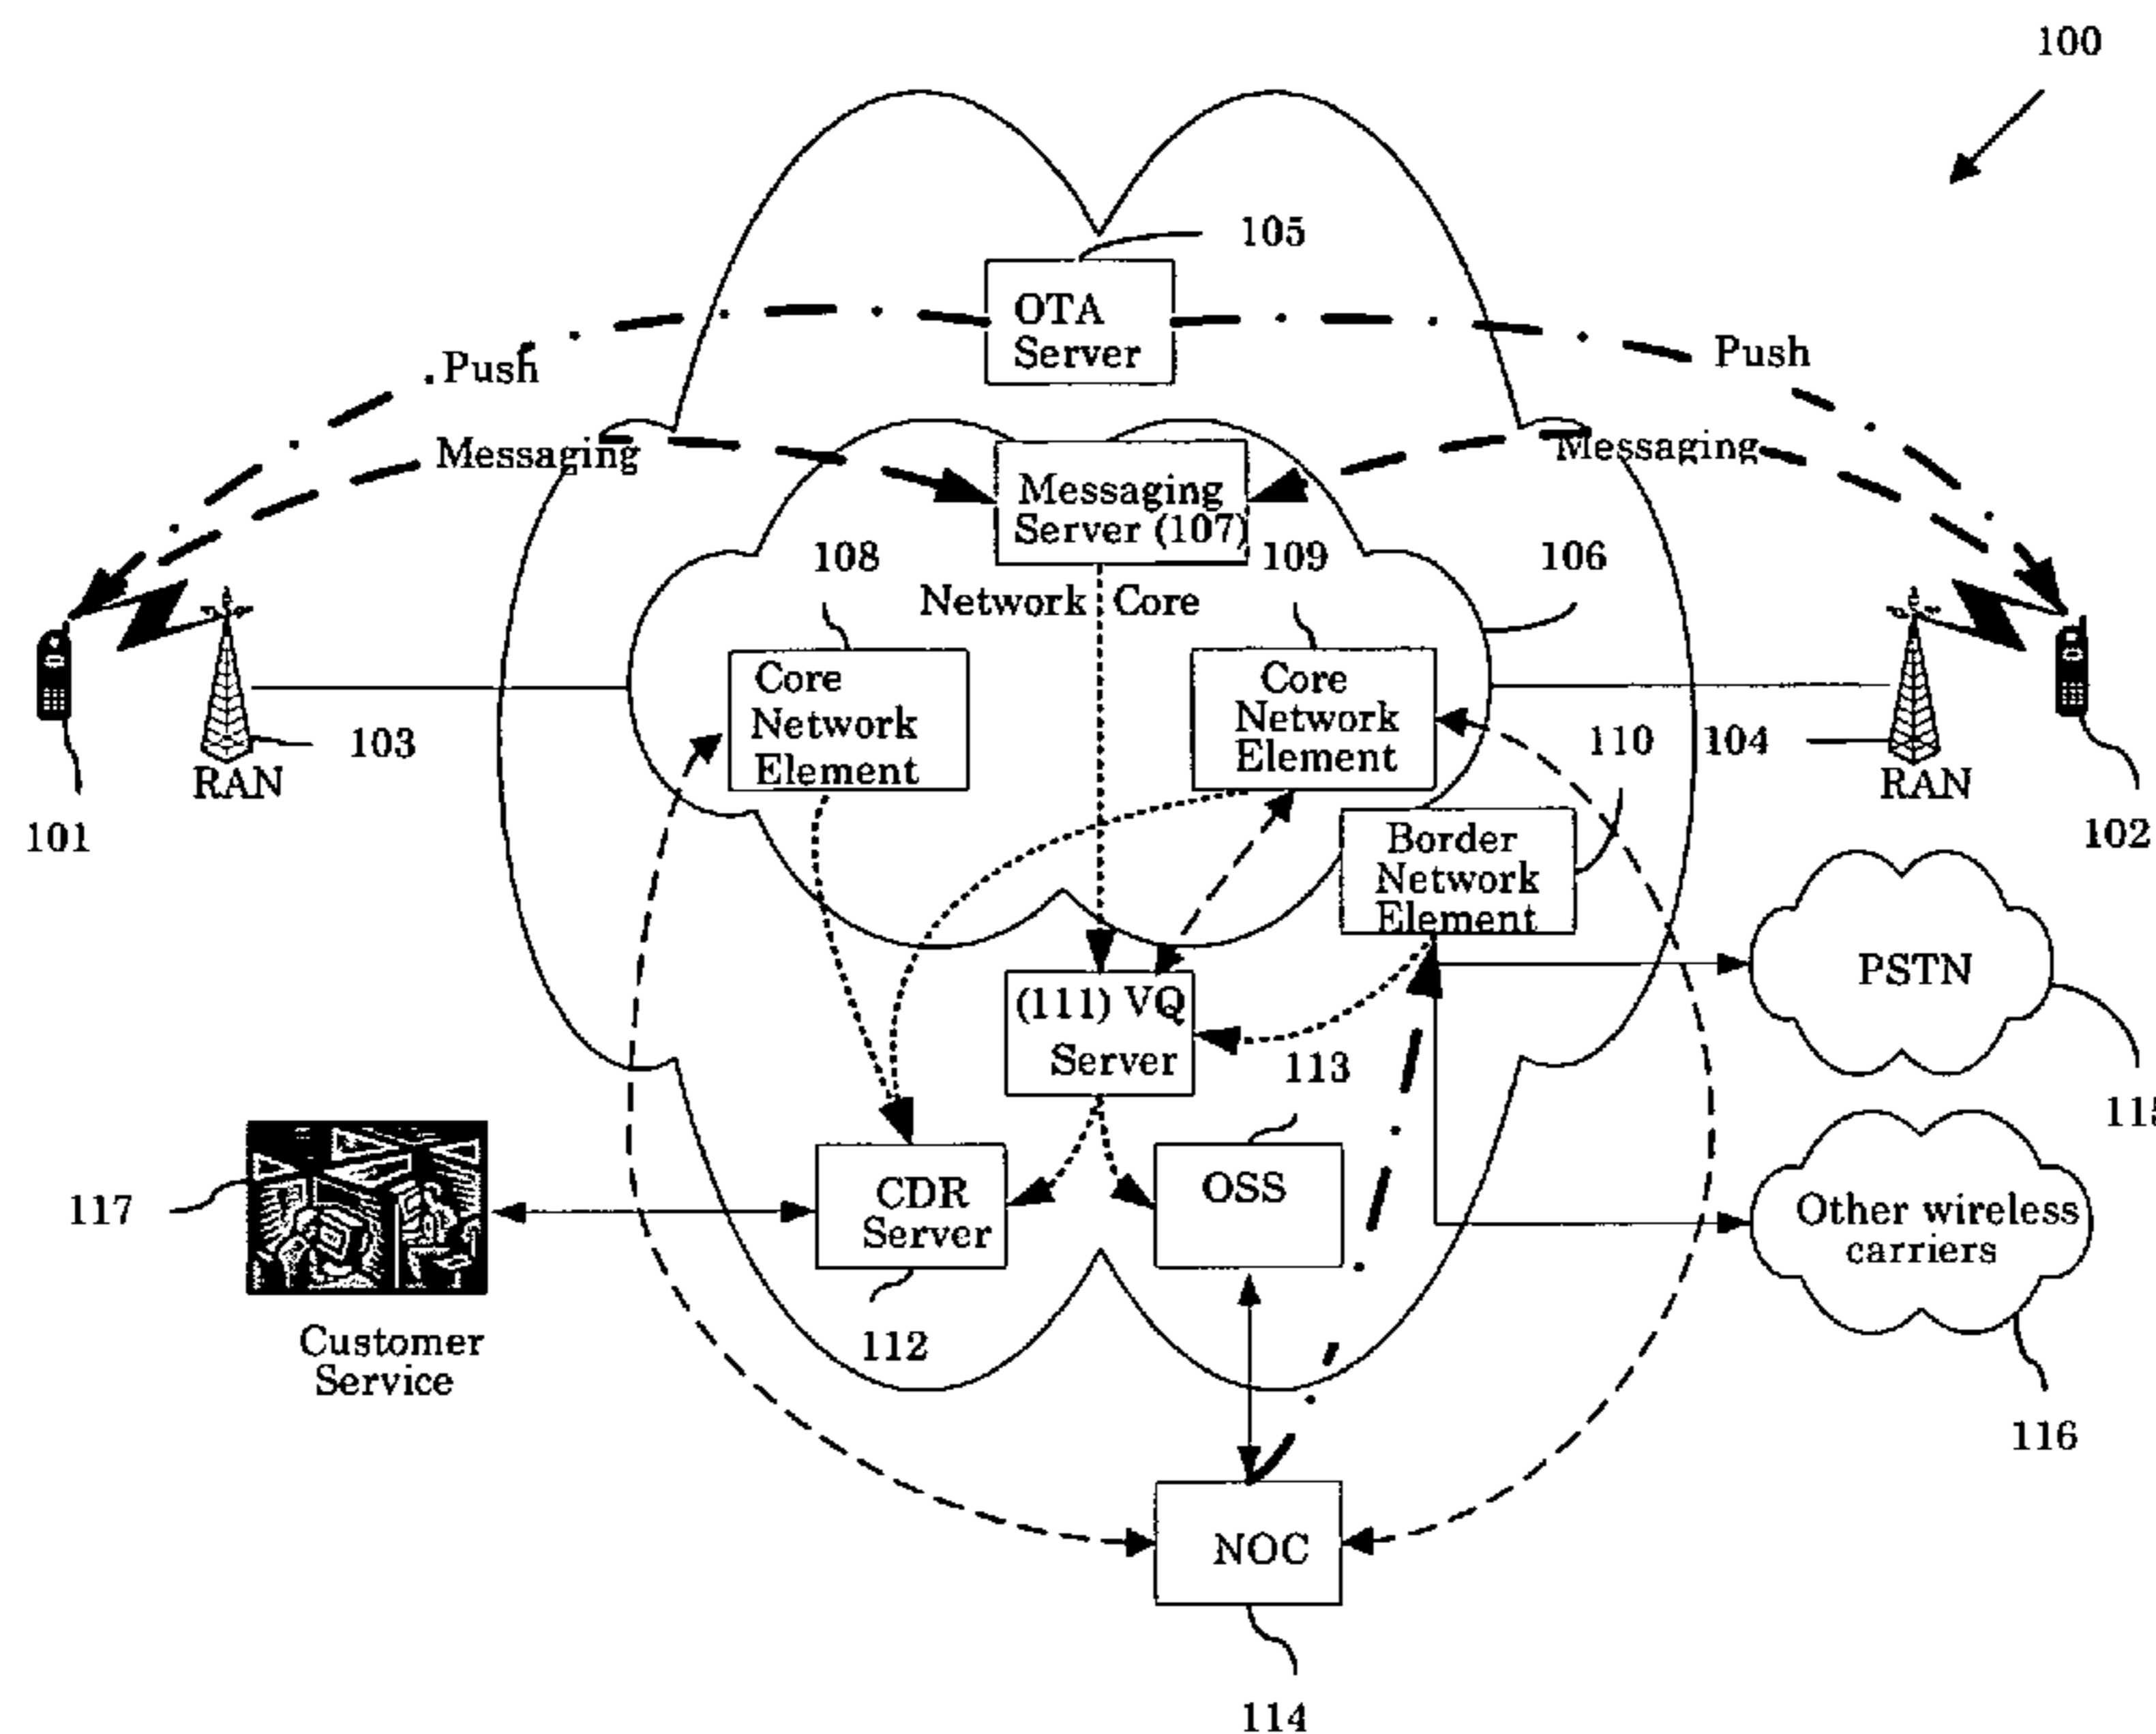 100
105
OTA
Server
Push
Push
Messaging
Messaging
Messaging
Server (107)
108
109
106
Network Core
Core
Network
Element
Core
Network
Element
110
104
103
RAN
RAN
101
102
Border
Network
Element
PSTN
(111) VQ
Server
113
115
117
CDR
Server
OSS
Other wireless
carriers
112
Customer
Service
116
NOC
114